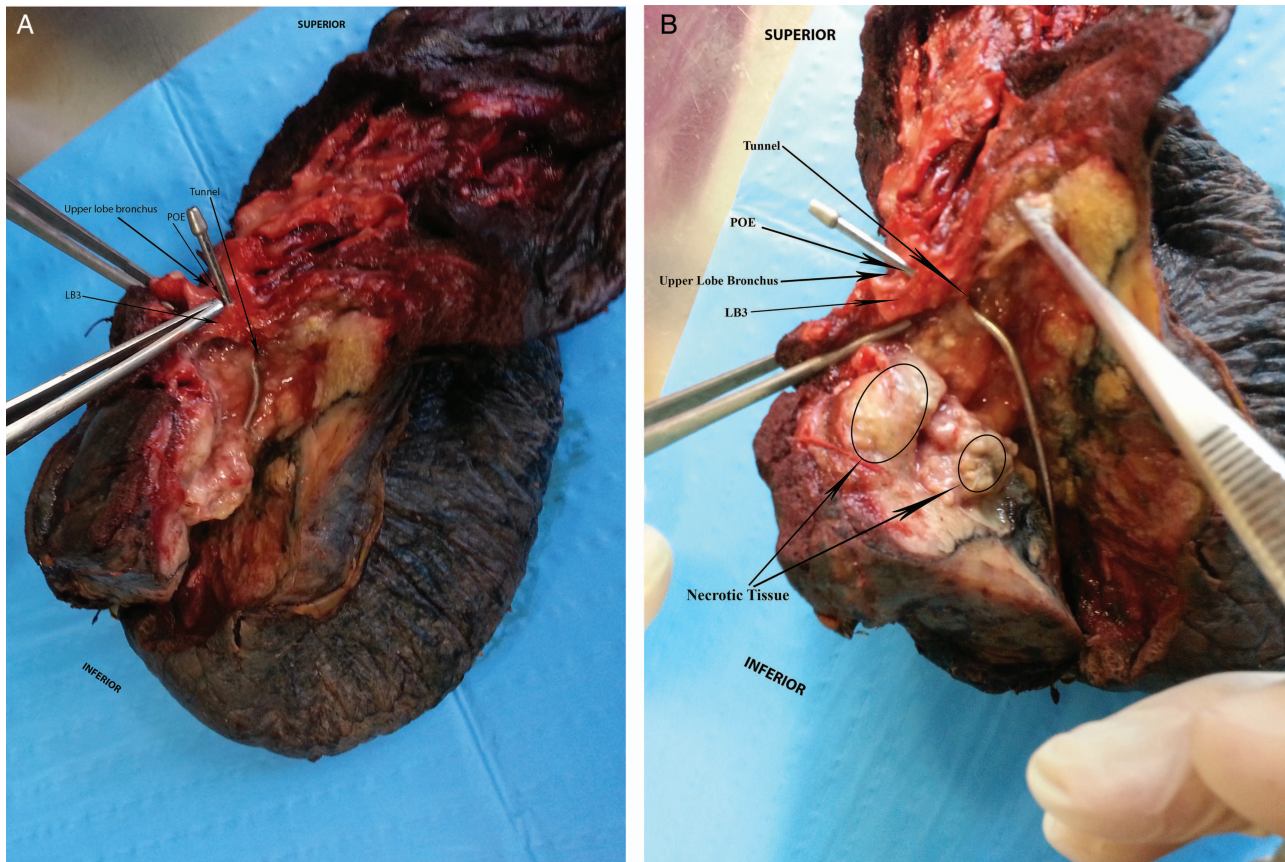 A
SUPERIOR
Tunnel
Upper lobe bronchus
POE
LB3
INFERIOR
B
SUPERIOR
Tunnel
POE
Upper Lobe Bronchus
LB3
Necrotic Tissue
INFERIOR